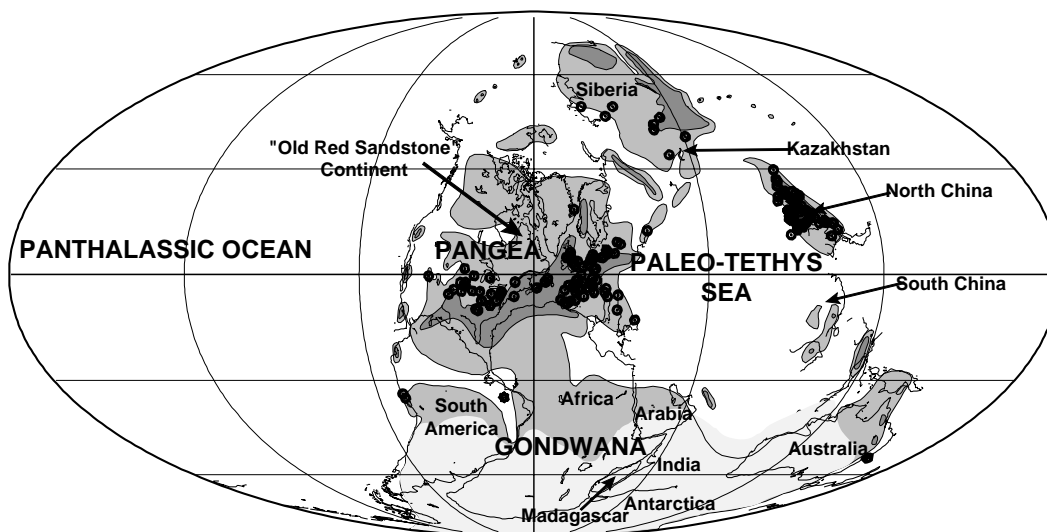 Siberia
"Old Red Sandstone"
Continent
Kazakhstan
North China
PANTHALASSIC OCEAN
PANGEA
PALEO-TETHYS
SEA
South China
South
America
Africa
Arabia
GONDWANA
Australia
India
Antarctica
Madagascar